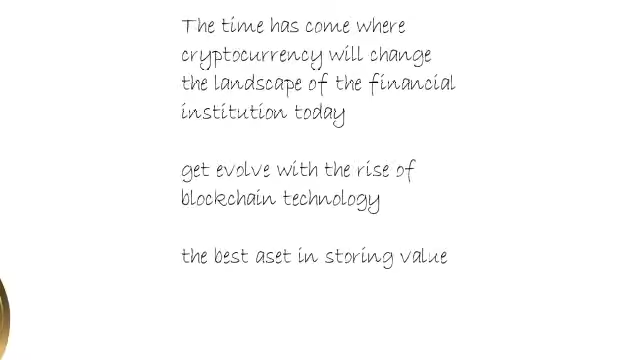 The time has come where
cryptocurrency will change
the landscape of the financial
institution today
get evolve with the rise of
blockchain technology
the best aset in storing value